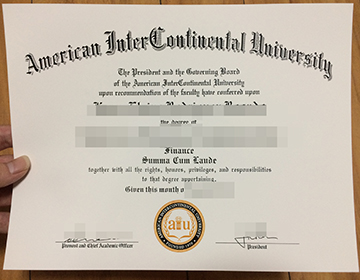 American InterContinental University
The President and the Governing Board
of the American InterContinental University
upon recommendation of the faculty have conferred upon
the degree of
Finance
Summa Cum Laude
together with all the rights, honors, privileges, and responsibilities
to that degree appertaining.
Given this month o
aiu
Provost and Chief Academic Officer
President